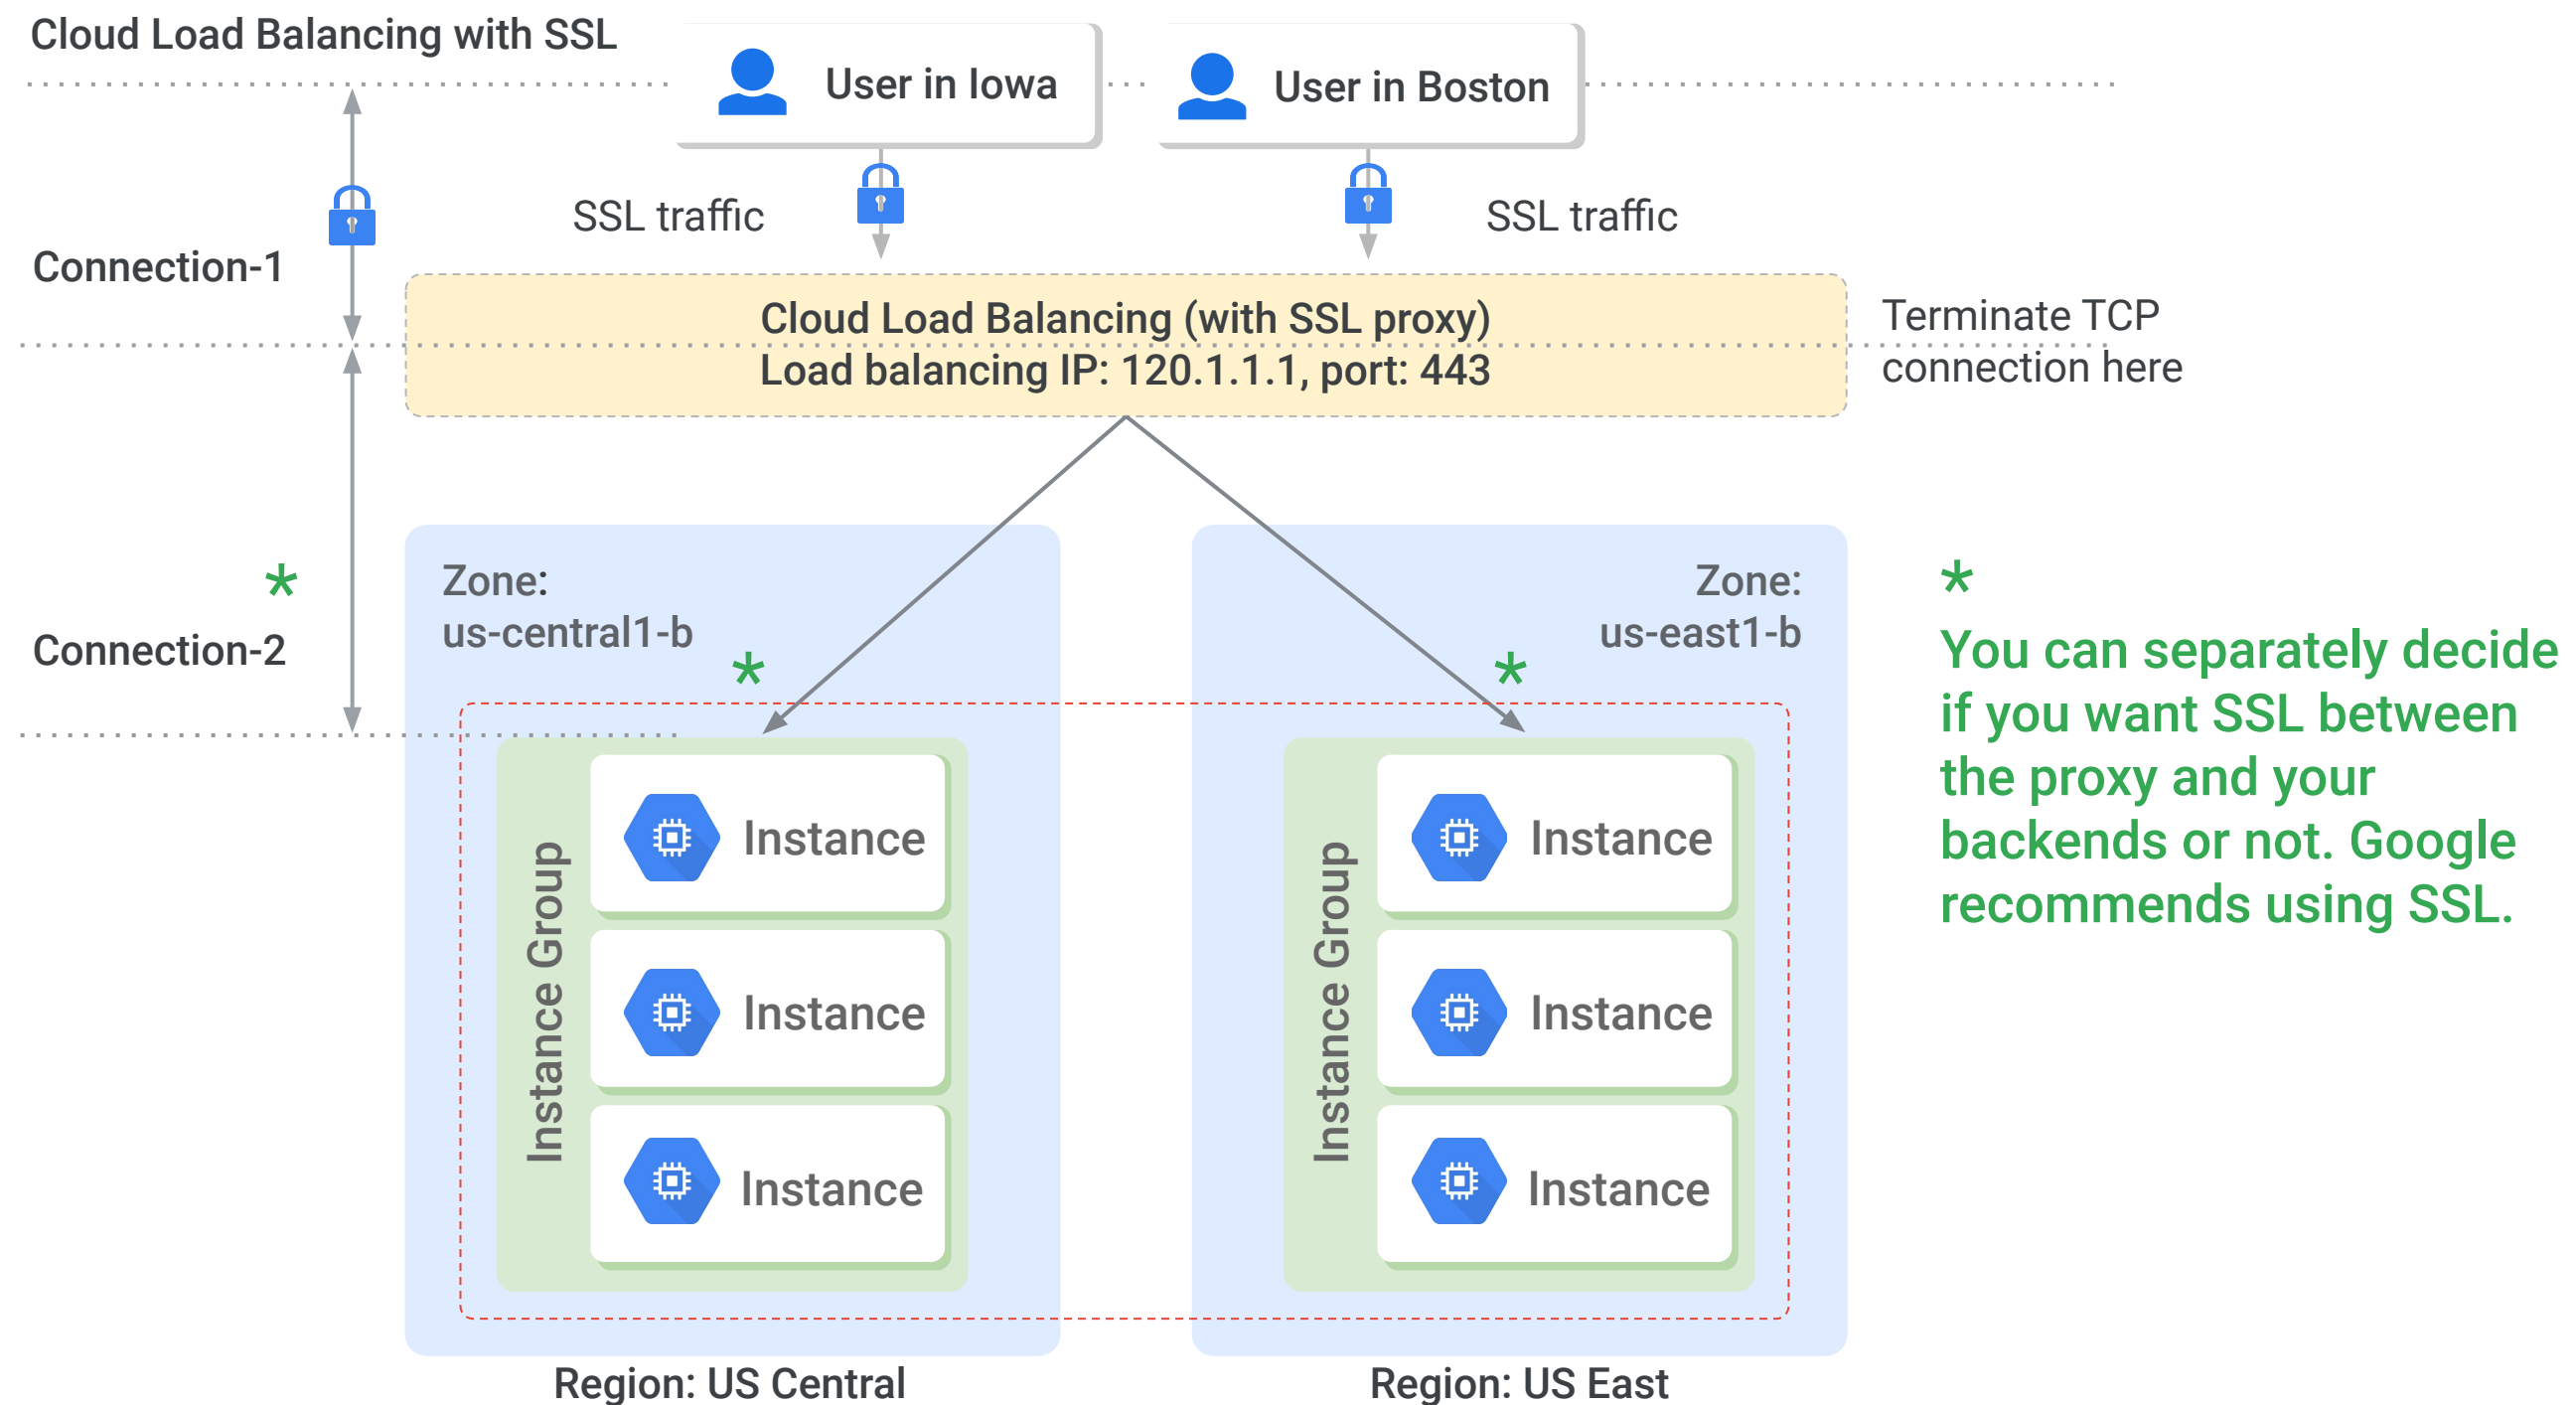 Cloud Load Balancing with SSL
User in Iowa
User in Boston
SSL traffic
SSL traffic
Connection-1
Cloud Load Balancing (with SSL proxy)
Load balancing IP: 120.1.1.1, port: 443
Terminate TCP
connection here
*
Connection-2
Zone:
us-central1-b
*
Zone:
us-east1-b
*
*
You can separately decide
if you want SSL between
the proxy and your
backends or not. Google
recommends using SSL.
Instance Group
Instance
Instance
Instance
Instance Group
Instance
Instance
Instance
Region: US Central
Region: US East